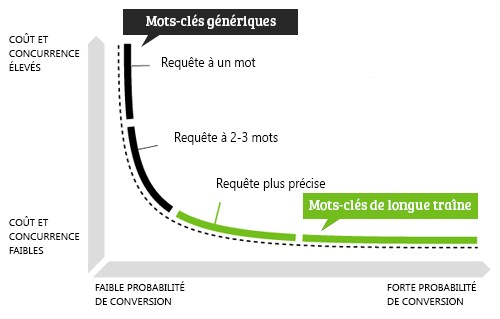 Mots-clés génériques
COÛT ET
CONCURRENCE
ÉLEVÉS
Requête à un mot
Requête à 2-3 mots
Requête plus précise
Mots-clés de longue traîne
COÛT ET
CONCURRENCE
FAIBLES
FAIBLE PROBABILITÉ
DE CONVERSION
FORTE PROBABILITÉ
DE CONVERSION